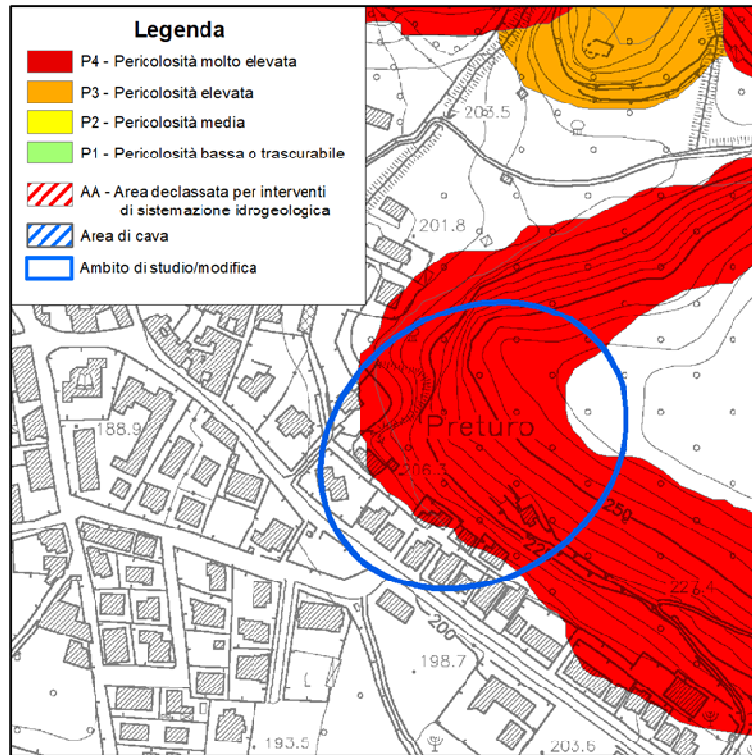 Legenda
P4 - Pericolosità molto elevata
P3 - Pericolosità elevata
P2 - Pericolosità media
P1 - Pericolosità bassa o trascurabile
AA - Area declassata per interventi
di sistemazione idrogeologica
Area di cava
Ambito di studio/modifica
203.5
201.8
188.9
Preturo
206.3
250
227.4
200
198.7
193.5
203.6